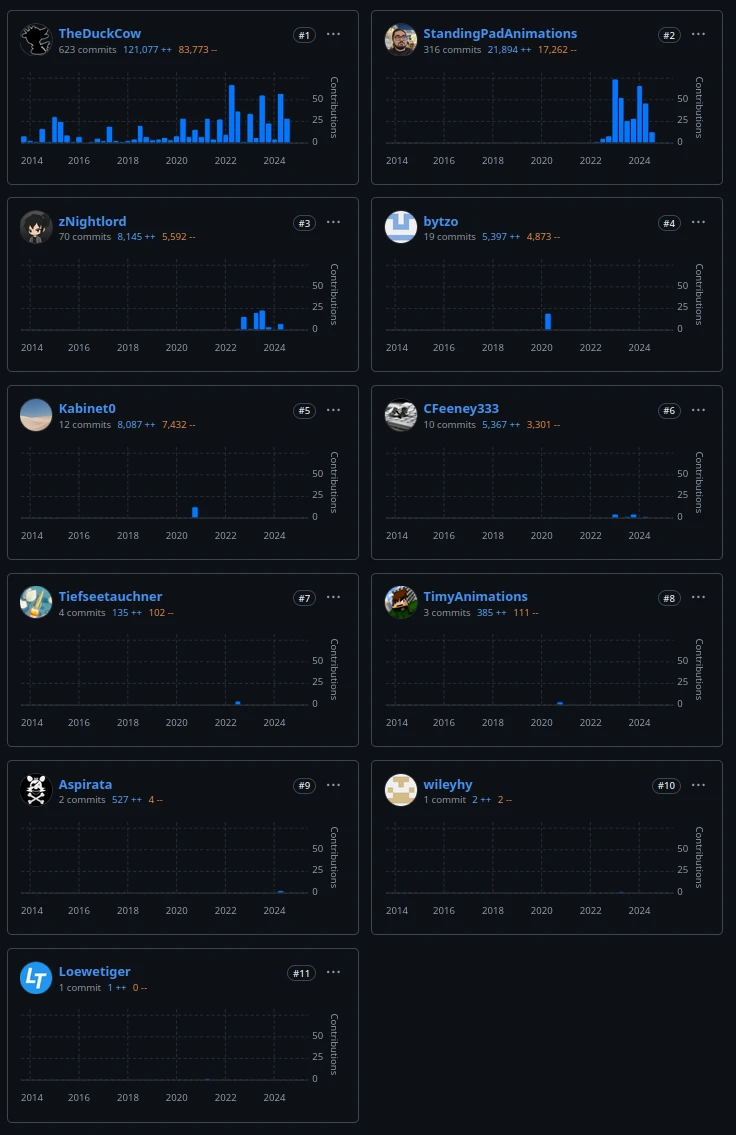 TheDuckCow #1 ···
623 commits 121,077 ++ 83,773 --
50
25
0
Contributions
2014 2016 2018 2020 2022 2024
StandingPadAnimations #2 ···
316 commits 21,894 ++ 17,262 --
50
25
0
Contributions
2014 2016 2018 2020 2022 2024
zNightlord #3 ···
70 commits 8,145 ++ 5,592 --
50
25
0
Contributions
2014 2016 2018 2020 2022 2024
bytzo #4 ···
19 commits 5,397 ++ 4,873 --
50
25
0
Contributions
2014 2016 2018 2020 2022 2024
Kabinet0 #5 ···
12 commits 8,087 ++ 7,432 --
50
25
0
Contributions
2014 2016 2018 2020 2022 2024
CFeeney333 #6 ···
10 commits 5,367 ++ 3,301 --
50
25
0
Contributions
2014 2016 2018 2020 2022 2024
Tiefseetauchner #7 ···
4 commits 135 ++ 102 --
50
25
0
Contributions
2014 2016 2018 2020 2022 2024
TimyAnimations #8 ···
3 commits 385 ++ 111 --
50
25
0
Contributions
2014 2016 2018 2020 2022 2024
Aspirata #9 ···
2 commits 527 ++ 4 --
50
25
0
Contributions
2014 2016 2018 2020 2022 2024
wileyhy #10 ···
1 commit 2 ++ 2 --
50
25
0
Contributions
2014 2016 2018 2020 2022 2024
LT
Loewetiger #11 ···
1 commit 1 ++ 0 --
50
25
0
Contributions
2014 2016 2018 2020 2022 2024